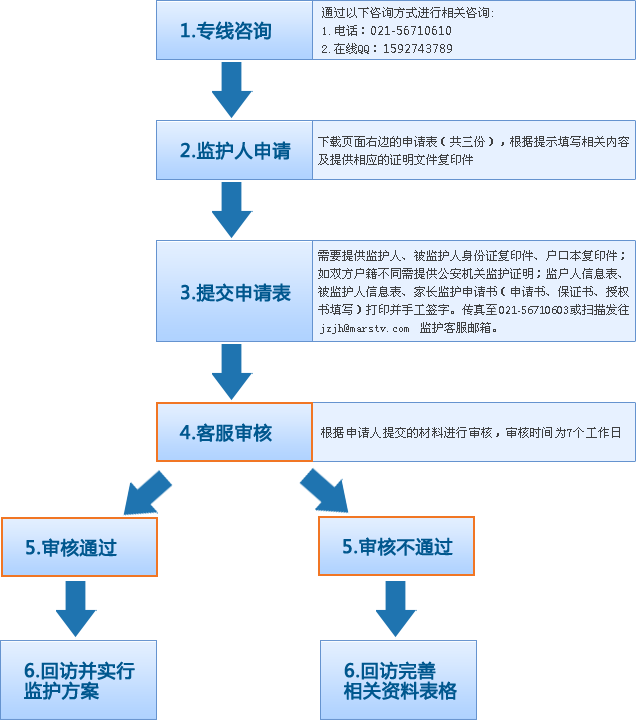 1.专线咨询
通过以下咨询方式进行相关咨询:
1.电话：021-56710610
2.在线QQ：1592743789
2.监护人申请
下载页面右边的申请表（共三份），根据提示填写相关内容
及提供相应的证明文件复印件
3.提交申请表
需要提供监护人、被监护人身份证复印件、户口本复印件；
如双方户籍不同需提供公安机关监护证明；监户人信息表、
被监护人信息表、家长监护申请书（申请书、保证书、授权
书填写）打印并手工签字。传真至021-56710603或扫描发往
jzjh@marstv.com 监护客服邮箱。
4.客服审核
根据申请人提交的材料进行审核，审核时间为7个工作日
5.审核通过
5.审核不通过
6.回访并实行
监护方案
6.回访完善
相关资料表格